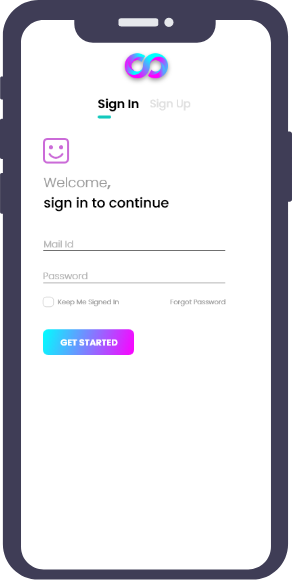 Sign In Sign Up
Welcome,
sign in to continue
Mail Id
Password
Keep Me Signed In Forgot Password
GET STARTED